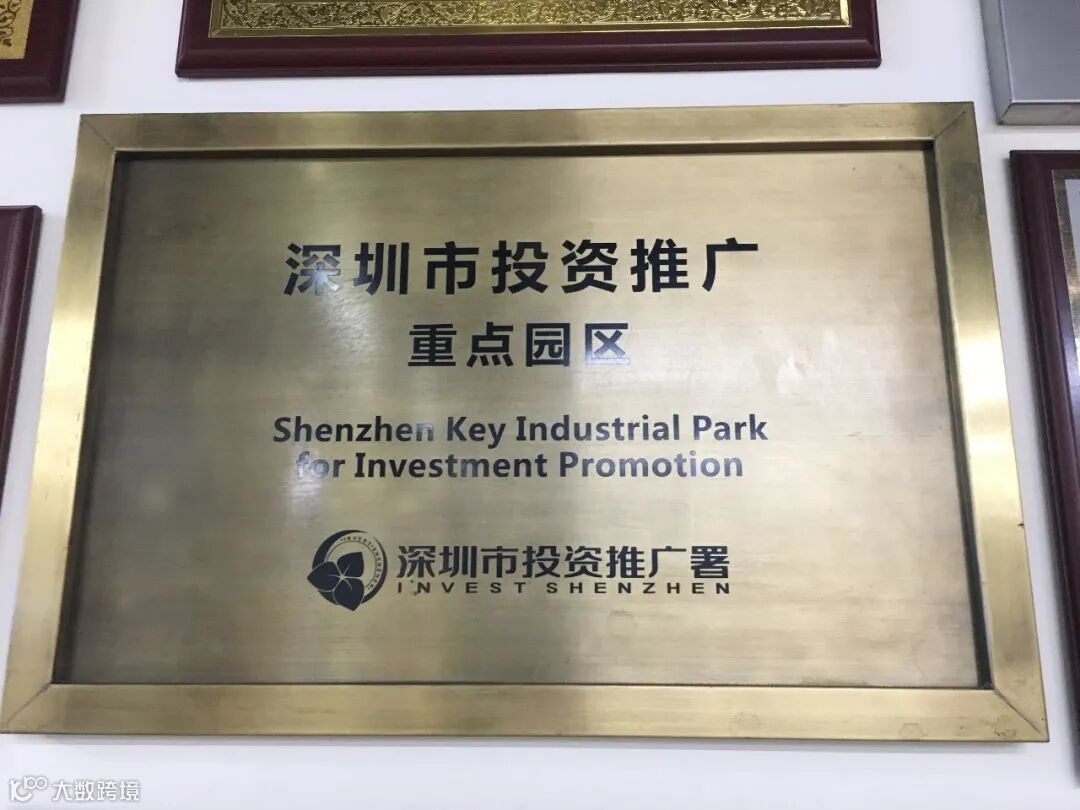 深圳市投资推广
重点园区
Shenzhen Key Industrial Park
for Investment Promotion
深圳市投资推广署
INVEST SHENZHEN
大数跨境